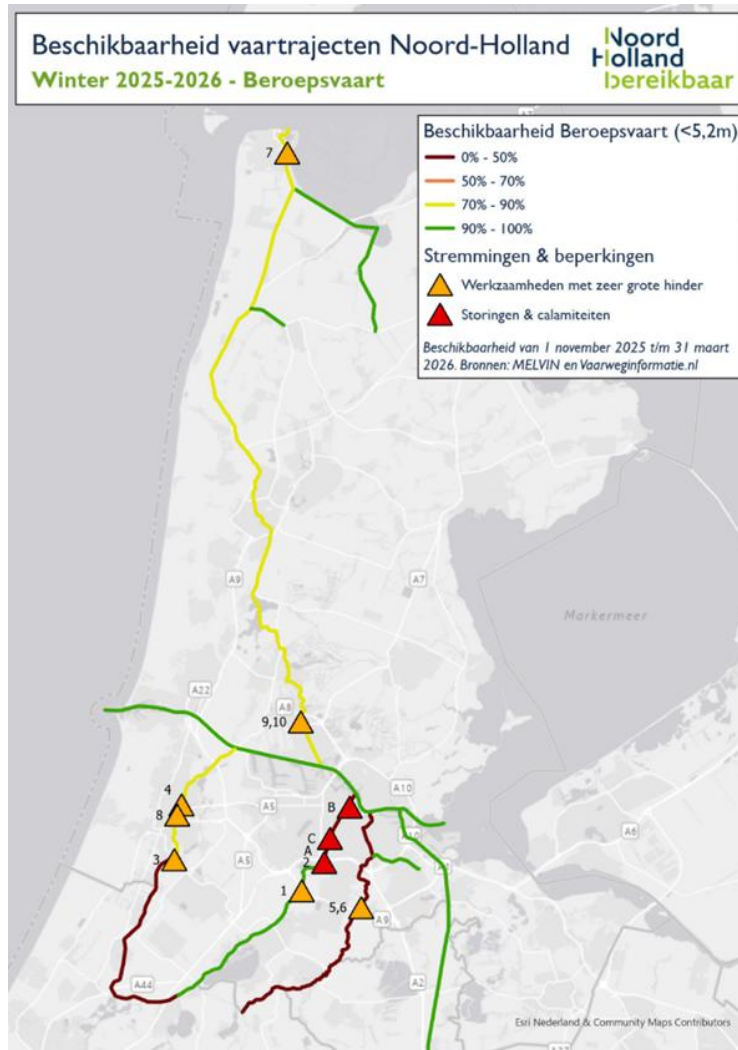 Beschikbaarheid vaartrajecten Noord-Holland
Winter 2025-2026 - Beroepsvaart
Noord
Holland
bereikbaar
A7
Beschikbaarheid Beroepsvaart (<5,2m)
0% - 50%
50% - 70%
70% - 90%
90% - 100%
Stremmingen & beperkingen
Werkzaamheden met zeer grote hinder
Storingen & calamiteiten
Beschikbaarheid van 1 november 2025 t/m 31 maart
2026. Bronnen: MELVIN en Vaarweginformatie.nl
7
A9
A7
Markermeer
A22
A8
9,10
4
8
A5
B
A10
A10
A6
C
A
2
3
A5
1
5,6
A9
A44
A2
Esri Nederland & Community Maps Contributors
A27